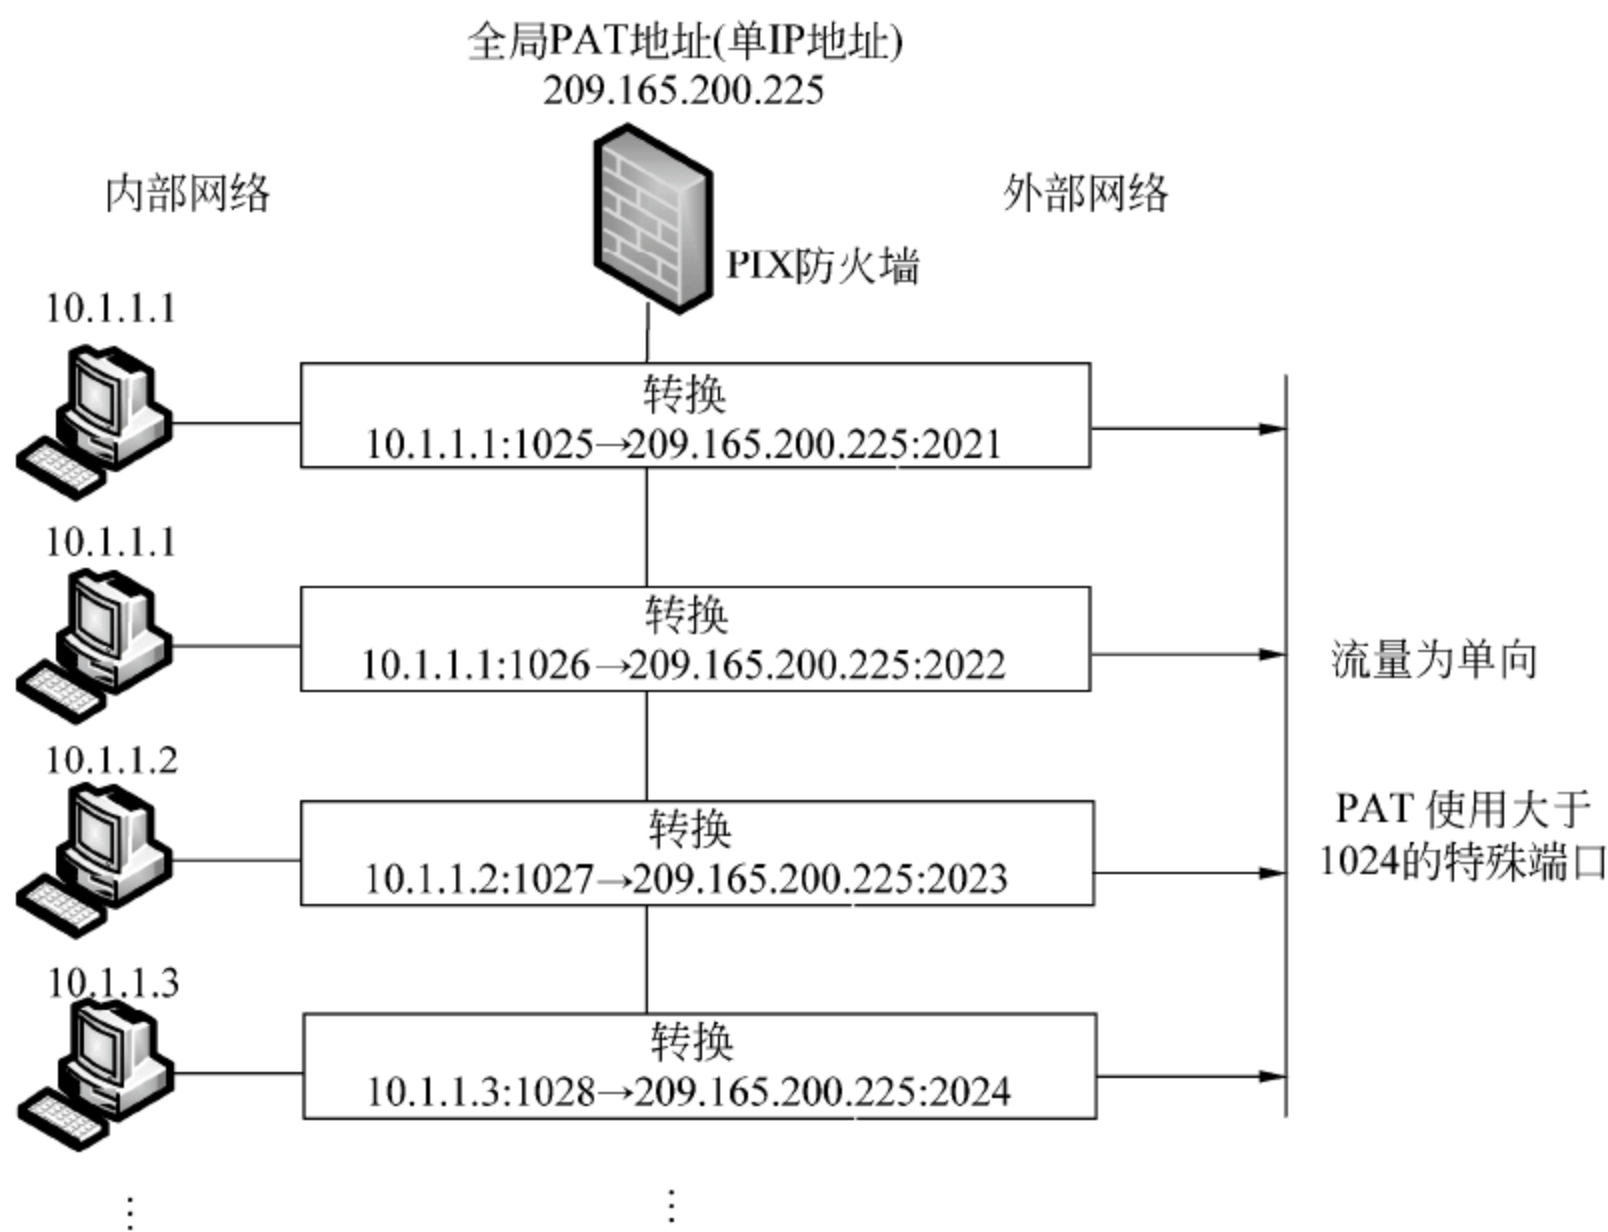 全局PAT地址(单IP地址)
209.165.200.225
内部网络
外部网络
PIX防火墙
10.1.1.1
转换
10.1.1.1:1025→209.165.200.225:2021
10.1.1.1
转换
10.1.1.1:1026→209.165.200.225:2022
流量为单向
10.1.1.2
转换
10.1.1.2:1027→209.165.200.225:2023
PAT 使用大于
1024的特殊端口
10.1.1.3
转换
10.1.1.3:1028→209.165.200.225:2024
⋮ ⋮